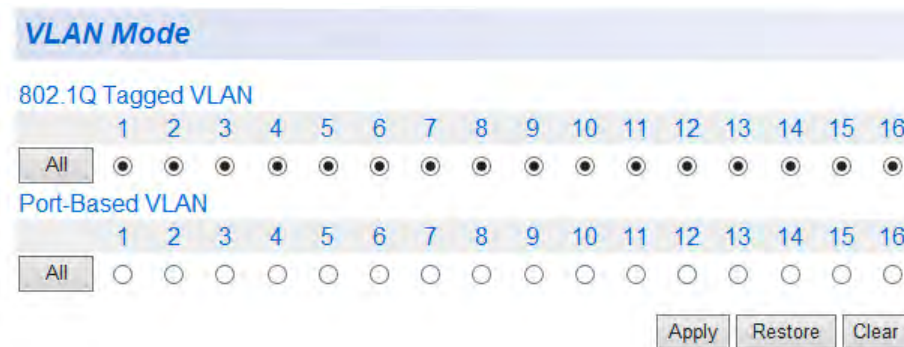 VLAN Mode
802.1Q Tagged VLAN
1 2 3 4 5 6 7 8 9 10 11 12 13 14 15 16
All
Port-Based VLAN
1 2 3 4 5 6 7 8 9 10 11 12 13 14 15 16
All
Apply Restore Clear